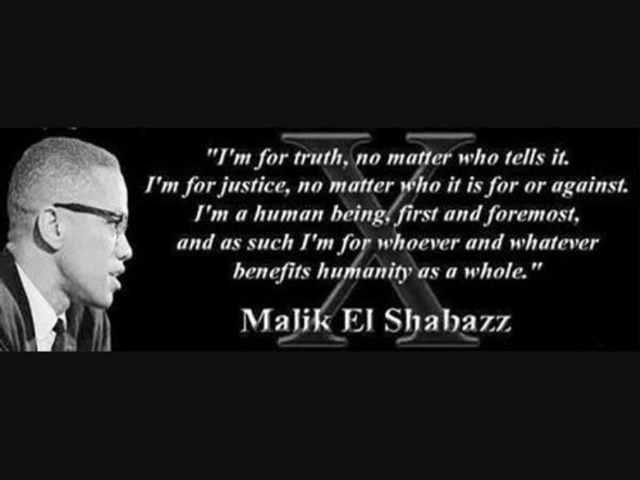 "I'm for truth, no matter who tells it.
I'm for justice, no matter who it is for or against.
I'm a human being, first and foremost,
and as such I'm for whoever and whatever
benefits humanity as a whole."
Malik El Shabazz
X